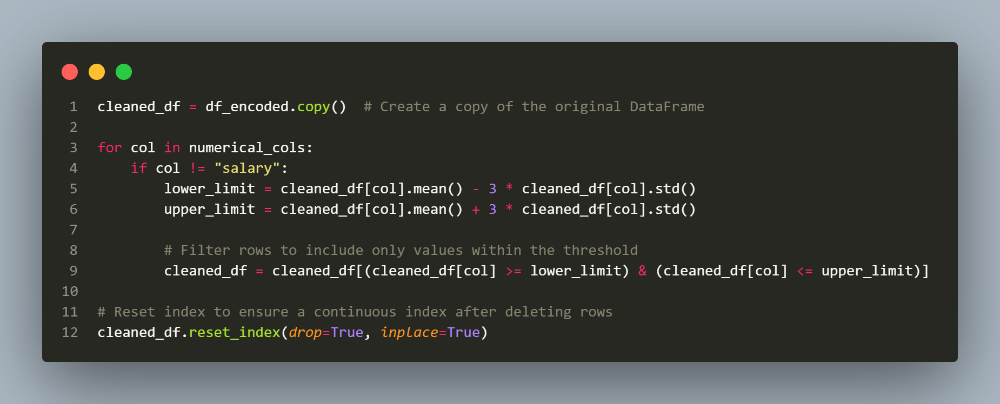 1 cleaned_df = df_encoded.copy()  # Create a copy of the original DataFrame
2
3 for col in numerical_cols:
4     if col != "salary":
5         lower_limit = cleaned_df[col].mean() - 3 * cleaned_df[col].std()
6         upper_limit = cleaned_df[col].mean() + 3 * cleaned_df[col].std()
7
8         # Filter rows to include only values within the threshold
9         cleaned_df = cleaned_df[(cleaned_df[col] >= lower_limit) & (cleaned_df[col] <= upper_limit)]
10
11 # Reset index to ensure a continuous index after deleting rows
12 cleaned_df.reset_index(drop=True, inplace=True)